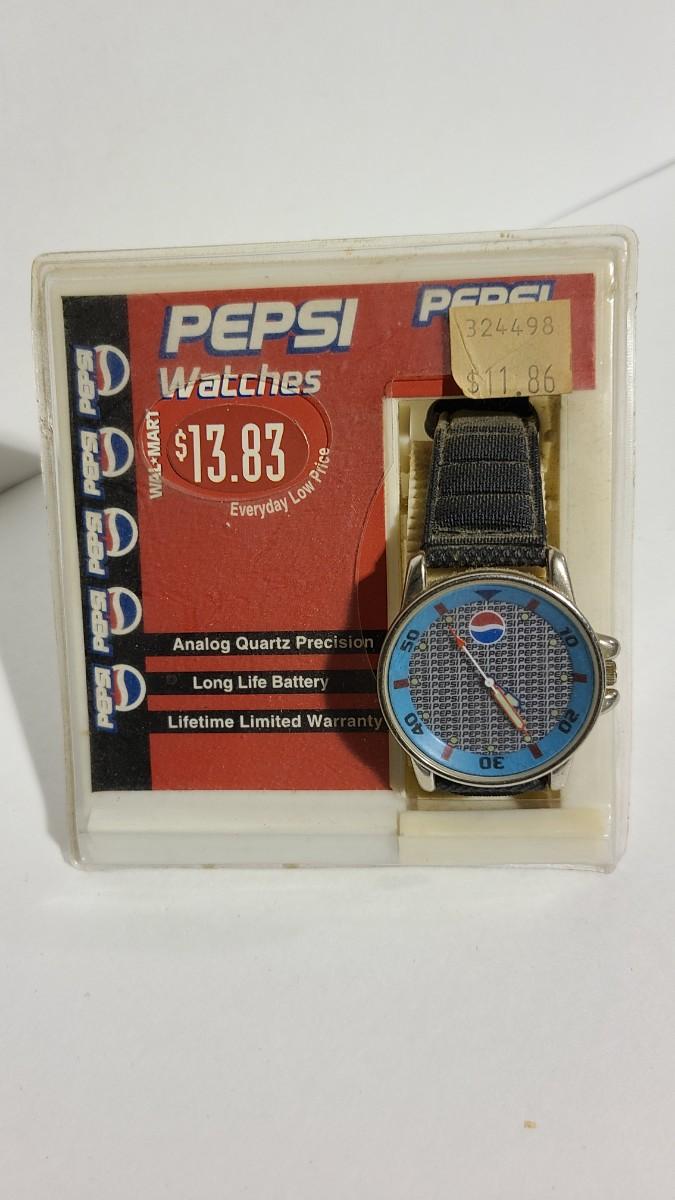 PEPSI
Watches
WAL★MART
$13.83
Everyday Low Price
Analog Quartz Precision
Long Life Battery
Lifetime Limited Warranty
PEPSI
PEPSI
PEPSI
PEPSI
PEPSI
PEPSI
324498
$11.86
10
20
30
40
50